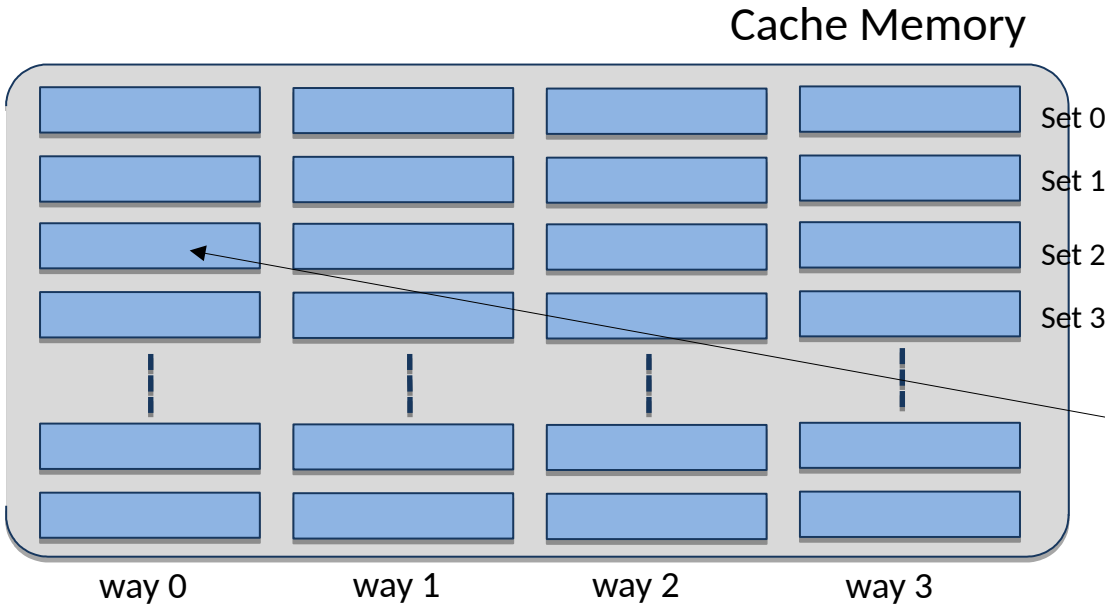 Cache Memory
Set 0
Set 1
Set 2
Set 3
way 0
way 1
way 2
way 3